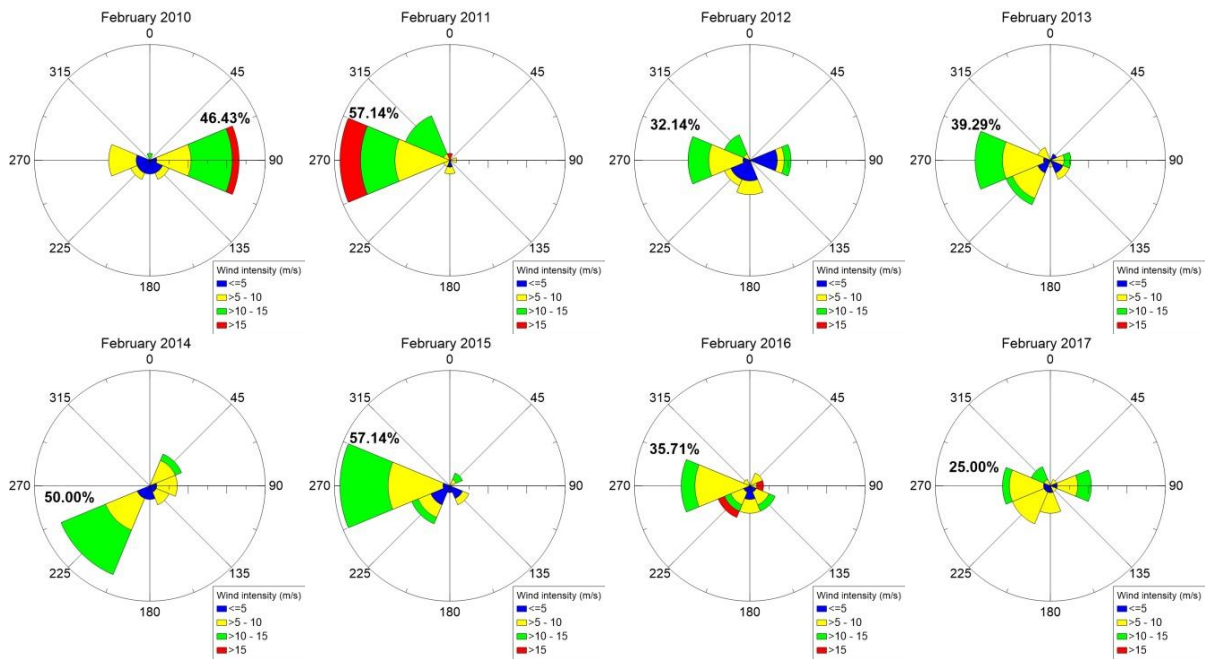 February 2010
0
315
45
46.43%
270
90
225
135
180
Wind intensity (m/s)
<=5
>5 - 10
>10 - 15
>15
February 2011
0
315
45
57.14%
270
90
225
135
180
Wind intensity (m/s)
<=5
>5 - 10
>10 - 15
>15
February 2012
0
315
45
32.14%
270
90
225
135
180
Wind intensity (m/s)
<=5
>5 - 10
>10 - 15
>15
February 2013
0
315
45
39.29%
270
90
225
135
180
Wind intensity (m/s)
<=5
>5 - 10
>10 - 15
>15
February 2014
0
315
45
50.00%
270
90
225
135
180
Wind intensity (m/s)
<=5
>5 - 10
>10 - 15
>15
February 2015
0
315
45
57.14%
270
90
225
135
180
Wind intensity (m/s)
<=5
>5 - 10
>10 - 15
>15
February 2016
0
315
45
35.71%
270
90
225
135
180
Wind intensity (m/s)
<=5
>5 - 10
>10 - 15
>15
February 2017
0
315
45
25.00%
270
90
225
135
180
Wind intensity (m/s)
<=5
>5 - 10
>10 - 15
>15